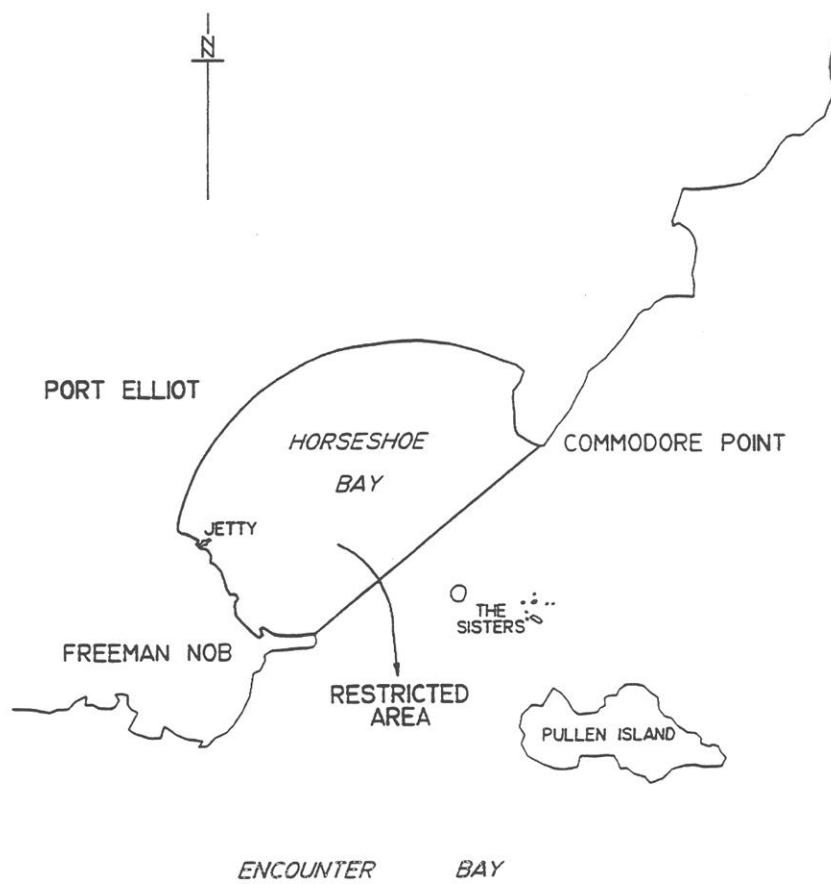 N
PORT ELLIOT
HORSESHOE
BAY
COMMODORE POINT
JETTY
THE
SISTERS
FREEMAN NOB
RESTRICTED
AREA
PULLEN ISLAND
ENCOUNTER BAY